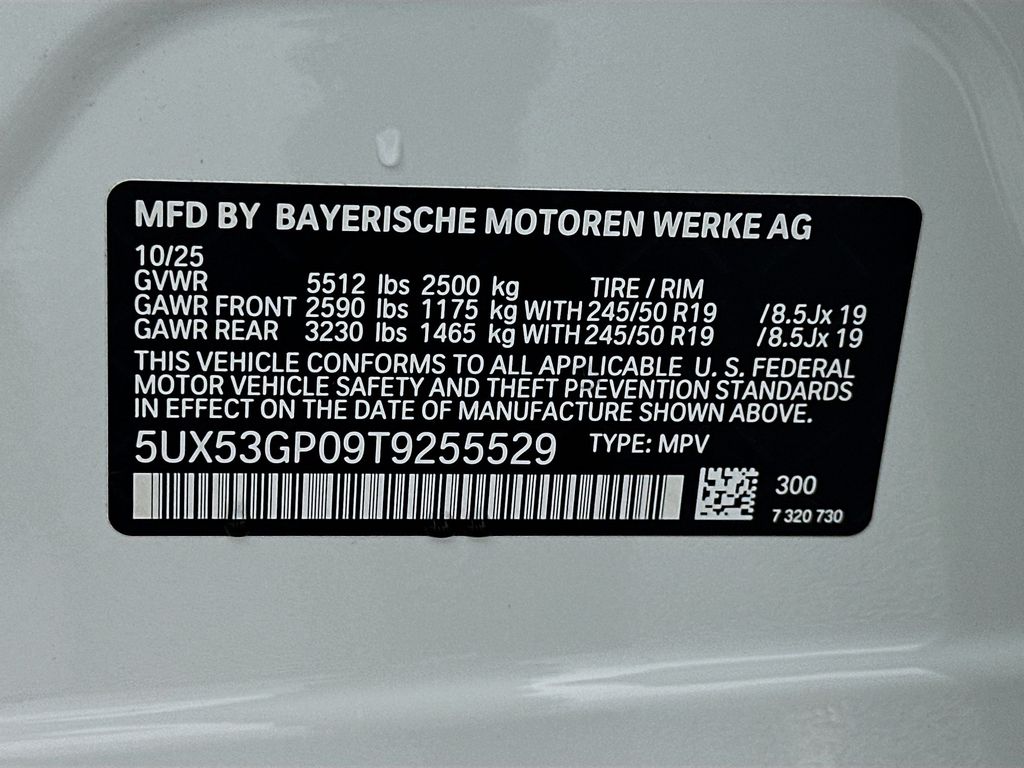 MFD BY BAYERISCHE MOTOREN WERKE AG
10/25
GVWR 5512 lbs 2500 kg TIRE / RIM
GAWR FRONT 2590 lbs 1175 kg WITH 245/50 R19 /8.5Jx 19
GAWR REAR 3230 lbs 1465 kg WITH 245/50 R19 /8.5Jx 19
THIS VEHICLE CONFORMS TO ALL APPLICABLE U. S. FEDERAL
MOTOR VEHICLE SAFETY AND THEFT PREVENTION STANDARDS
IN EFFECT ON THE DATE OF MANUFACTURE SHOWN ABOVE.
5UX53GP09T9255529 TYPE: MPV
300
7 320 730